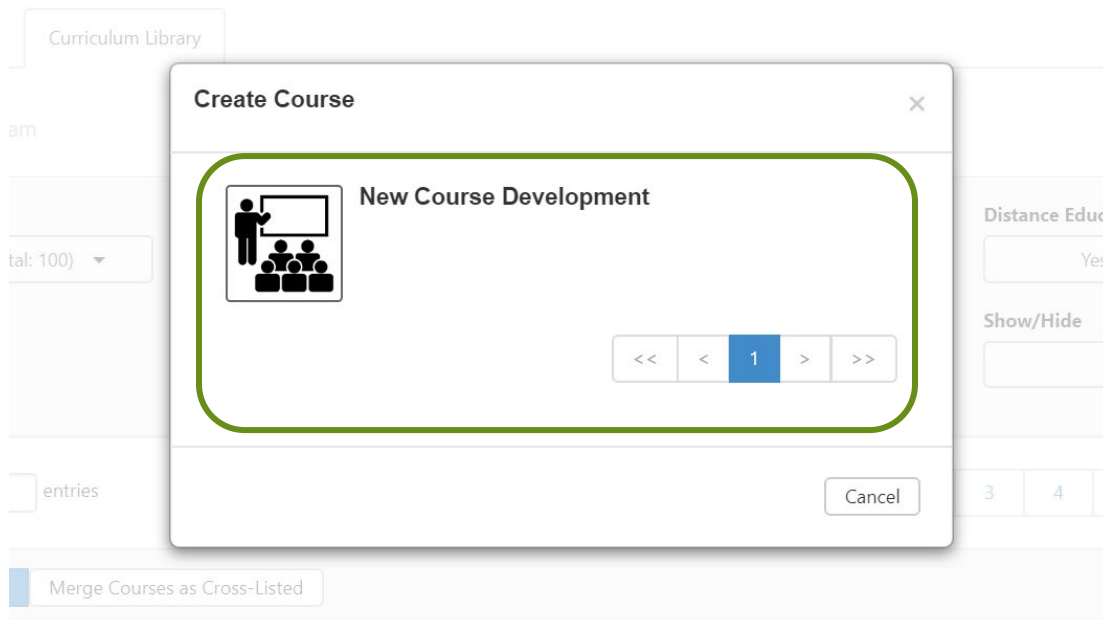 Curriculum Library
Create Course
×
am
New Course Development
Distance Educ
tal: 100)
Yes
Show/Hide
<< < 1 > >>
entries
Cancel
3 4
Merge Courses as Cross-Listed